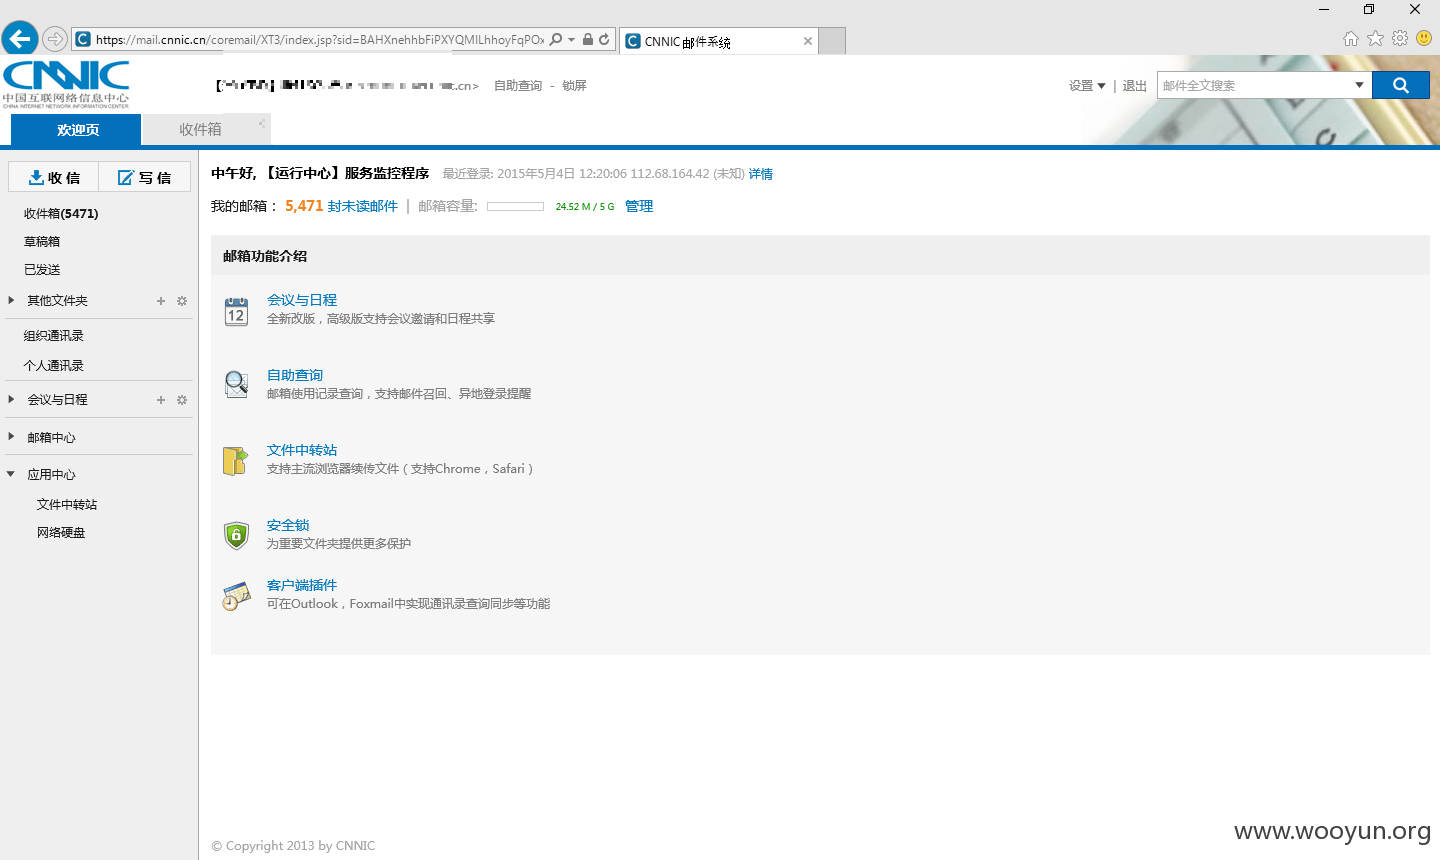 https://mail.cnnic.cn/coremail/XT3/index.jsp?sid=BAHXnehhbFiPXYQMILhhoyFqPOx
CNNIC 邮件系统
CNNIC
中国互联网络信息中心
CHINA INTERNET NETWORK INFORMATION CENTER
c.cn> 自助查询 - 锁屏
设置 | 退出
邮件全文搜索
欢迎页
收件箱
收 信
写 信
收件箱(5471)
草稿箱
已发送
其他文件夹
组织通讯录
个人通讯录
会议与日程
邮箱中心
应用中心
文件中转站
网络硬盘
中午好, 【运行中心】服务监控程序 最近登录: 2015年5月4日 12:20:06 112.68.164.42 (未知) 详情
我的邮箱： 5,471 封未读邮件 | 邮箱容量: 24.52 M / 5 G 管理
邮箱功能介绍
12
会议与日程
全新改版，高级版支持会议邀请和日程共享
自助查询
邮箱使用记录查询，支持邮件召回、异地登录提醒
文件中转站
支持主流浏览器续传文件（支持Chrome，Safari）
安全锁
为重要文件夹提供更多保护
客户端插件
可在Outlook，Foxmail中实现通讯录查询同步等功能
© Copyright 2013 by CNNIC
www.wooyun.org